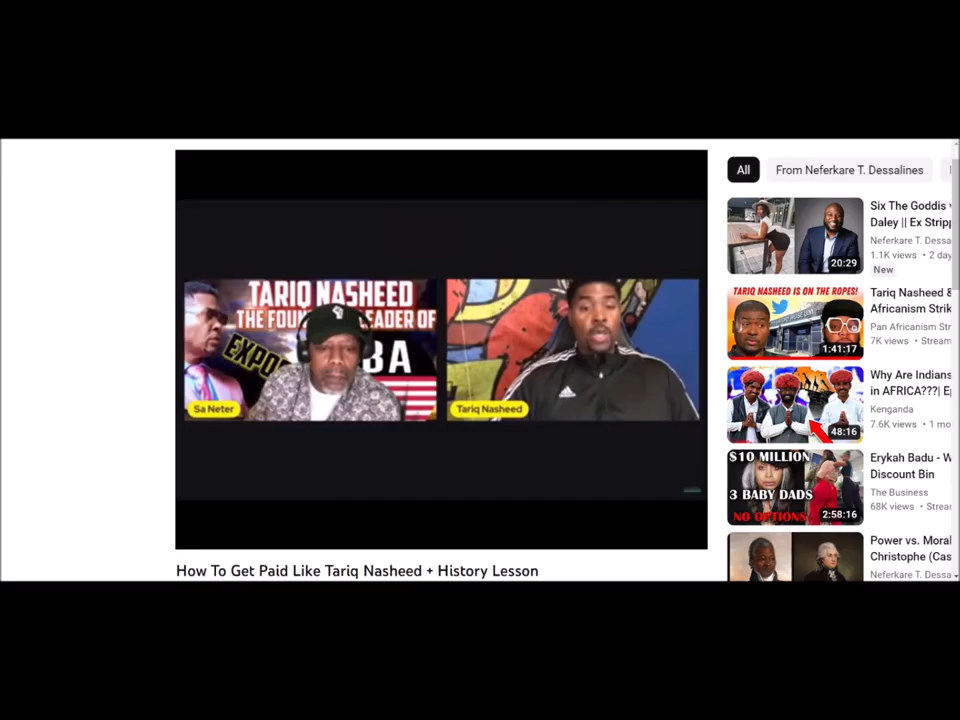 All
From Neferkare T. Dessalines
Six The Goddis
Daley || Ex Stripp
Neferkare T. Dessa
1.1K views • 2 day
New
20:29
TARIQ NASHEED IS ON THE ROPES!
Tariq Nasheed &
Africanism Strik
Pan Africanism Str
7K views • Stream
1:41:17
Why Are Indians
in AFRICA???| Ep
Kenganda
7.6K views • 1 mo
48:16
$10 MILLION
3 BABY DADS
NO OPTIONS
2:58:16
Erykah Badu - W
Discount Bin
The Business
68K views • Strea
Power vs. Moral
Christophe (Cas
Neferkare T. Dessa
TARIQ NASHEED
THE FOUN EADER OF
EXPO
BA
Sa Neter
Tariq Nasheed
adidas
How To Get Paid Like Tariq Nasheed + History Lesson